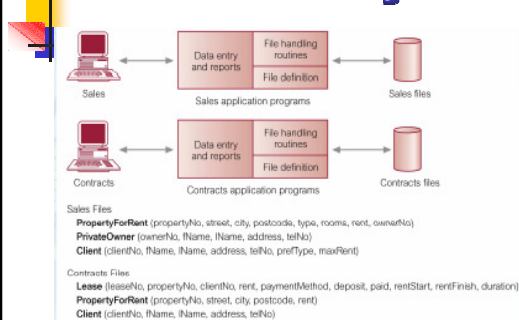 Data entry
and reports
File handling
routines
File definition
Sales
Sales application programs
Sales files
Data entry
and reports
File handling
routines
File definition
Contracts
Contracts application programs
Contracts files
Sales Files
PropertyForRent (propertyNo, street, city, postcode, type, rooms, rent, ownerNo)
PrivateOwner (ownerNo, fName, lName, address, telNo)
Client (clientNo, fName, lName, address, telNo, prefType, maxRent)
Contracts Files
Lease (leaseNo, propertyNo, clientNo, rent, paymentMethod, deposit, paid, rentStart, rentFinish, duration)
PropertyForRent (propertyNo, street, city, postcode, rent)
Client (clientNo, fName, lName, address, telNo)